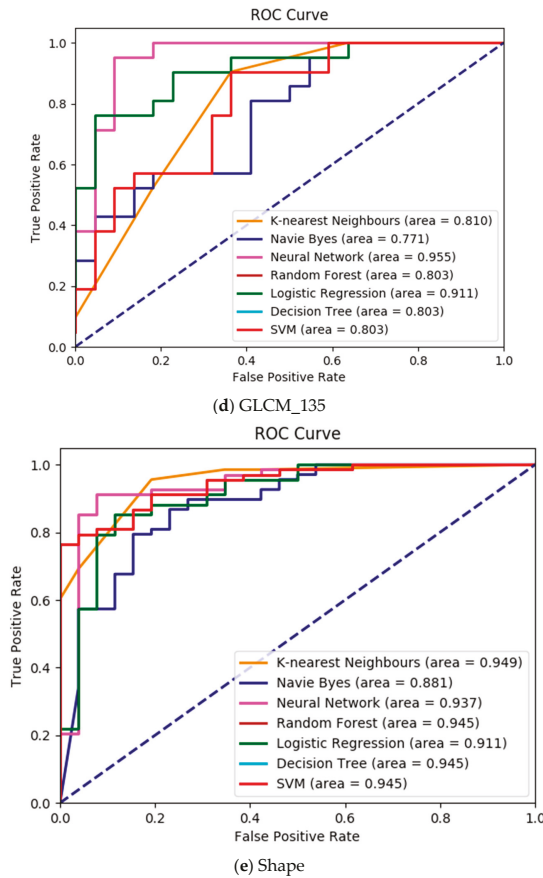 ROC Curve
1.0
0.8
0.6
0.4
0.2
0.0
True Positive Rate
K-nearest Neighbours (area = 0.810)
Navie Byes (area = 0.771)
Neural Network (area = 0.955)
Random Forest (area = 0.803)
Logistic Regression (area = 0.911)
Decision Tree (area = 0.803)
SVM (area = 0.803)
0.0 0.2 0.4 0.6 0.8 1.0
False Positive Rate
(d) GLCM_135
ROC Curve
1.0
0.8
0.6
0.4
0.2
0.0
True Positive Rate
K-nearest Neighbours (area = 0.949)
Navie Byes (area = 0.881)
Neural Network (area = 0.937)
Random Forest (area = 0.945)
Logistic Regression (area = 0.911)
Decision Tree (area = 0.945)
SVM (area = 0.945)
0.0 0.2 0.4 0.6 0.8 1.0
False Positive Rate
(e) Shape